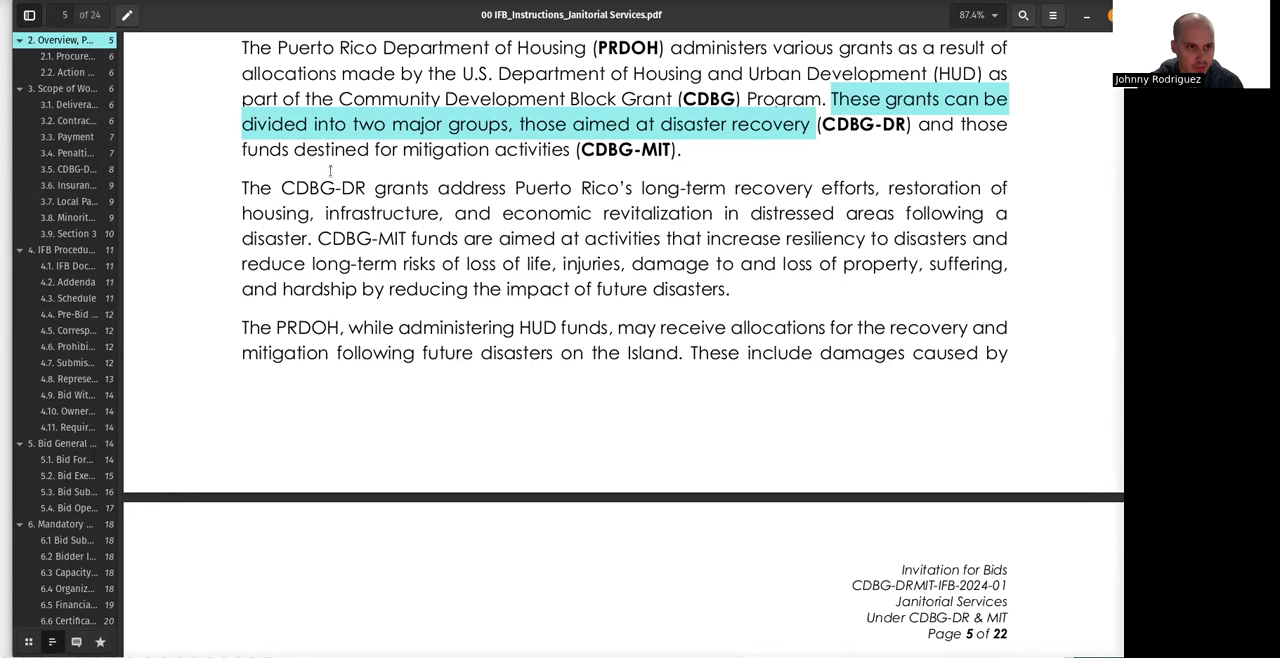 5 of 24
00 IFB_Instructions_Janitorial Services.pdf
87.4%
Johnny Rodriguez
2. Overview, P... 5
2.1. Procure... 6
2.2. Action ... 6
3. Scope of Wo... 6
3.1. Delivera... 6
3.2. Contrac... 6
3.3. Payment 7
3.4. Penalti... 7
3.5. CDBG-D... 8
3.6. Insuran... 9
3.7. Local Pa... 9
3.8. Minorit... 9
3.9. Section 3 10
4. IFB Procedu... 11
4.1. IFB Doc... 11
4.2. Addenda 11
4.3. Schedule 11
4.4. Pre-Bid ... 12
4.5. Corresp... 12
4.6. Prohibi... 12
4.7. Submis... 12
4.8. Represe... 13
4.9. Bid Wit... 14
4.10. Owner... 14
4.11. Requir... 14
5. Bid General ... 14
5.1. Bid For... 14
5.2. Bid Exe... 15
5.3. Bid Sub... 16
5.4. Bid Ope... 17
6. Mandatory ... 18
6.1 Bid Sub... 18
6.2 Bidder I... 18
6.3 Capacity... 18
6.4 Organiz... 18
6.5 Financia... 19
6.6 Certifica... 20
The Puerto Rico Department of Housing (PRDOH) administers various grants as a result of
allocations made by the U.S. Department of Housing and Urban Development (HUD) as
part of the Community Development Block Grant (CDBG) Program. These grants can be
divided into two major groups, those aimed at disaster recovery (CDBG-DR) and those
funds destined for mitigation activities (CDBG-MIT).
The CDBG-DR grants address Puerto Rico’s long-term recovery efforts, restoration of
housing, infrastructure, and economic revitalization in distressed areas following a
disaster. CDBG-MIT funds are aimed at activities that increase resiliency to disasters and
reduce long-term risks of loss of life, injuries, damage to and loss of property, suffering,
and hardship by reducing the impact of future disasters.
The PRDOH, while administering HUD funds, may receive allocations for the recovery and
mitigation following future disasters on the Island. These include damages caused by
Invitation for Bids
CDBG-DRMIT-IFB-2024-01
Janitorial Services
Under CDBG-DR & MIT
Page 5 of 22